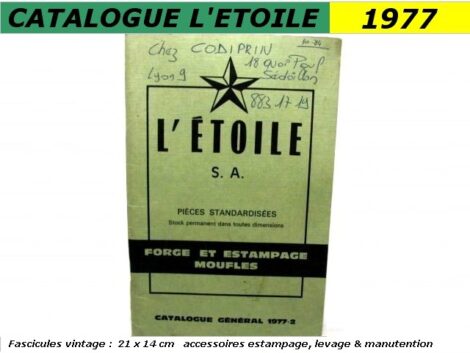 CATALOGUE L'ETOILE 1977
Chez CODIPRIN
18 quai Paul
Sédallon
Lyon 9
883 17 19
L'ÉTOILE
S. A.
PIÈCES STANDARDISÉES
Stock permanent dans toutes dimensions
FORGE ET ESTAMPAGE
MOUFLES
CATALOGUE GÉNÉRAL 1977-2
Fascicules vintage : 21 x 14 cm accessoires estampage, levage & manutention